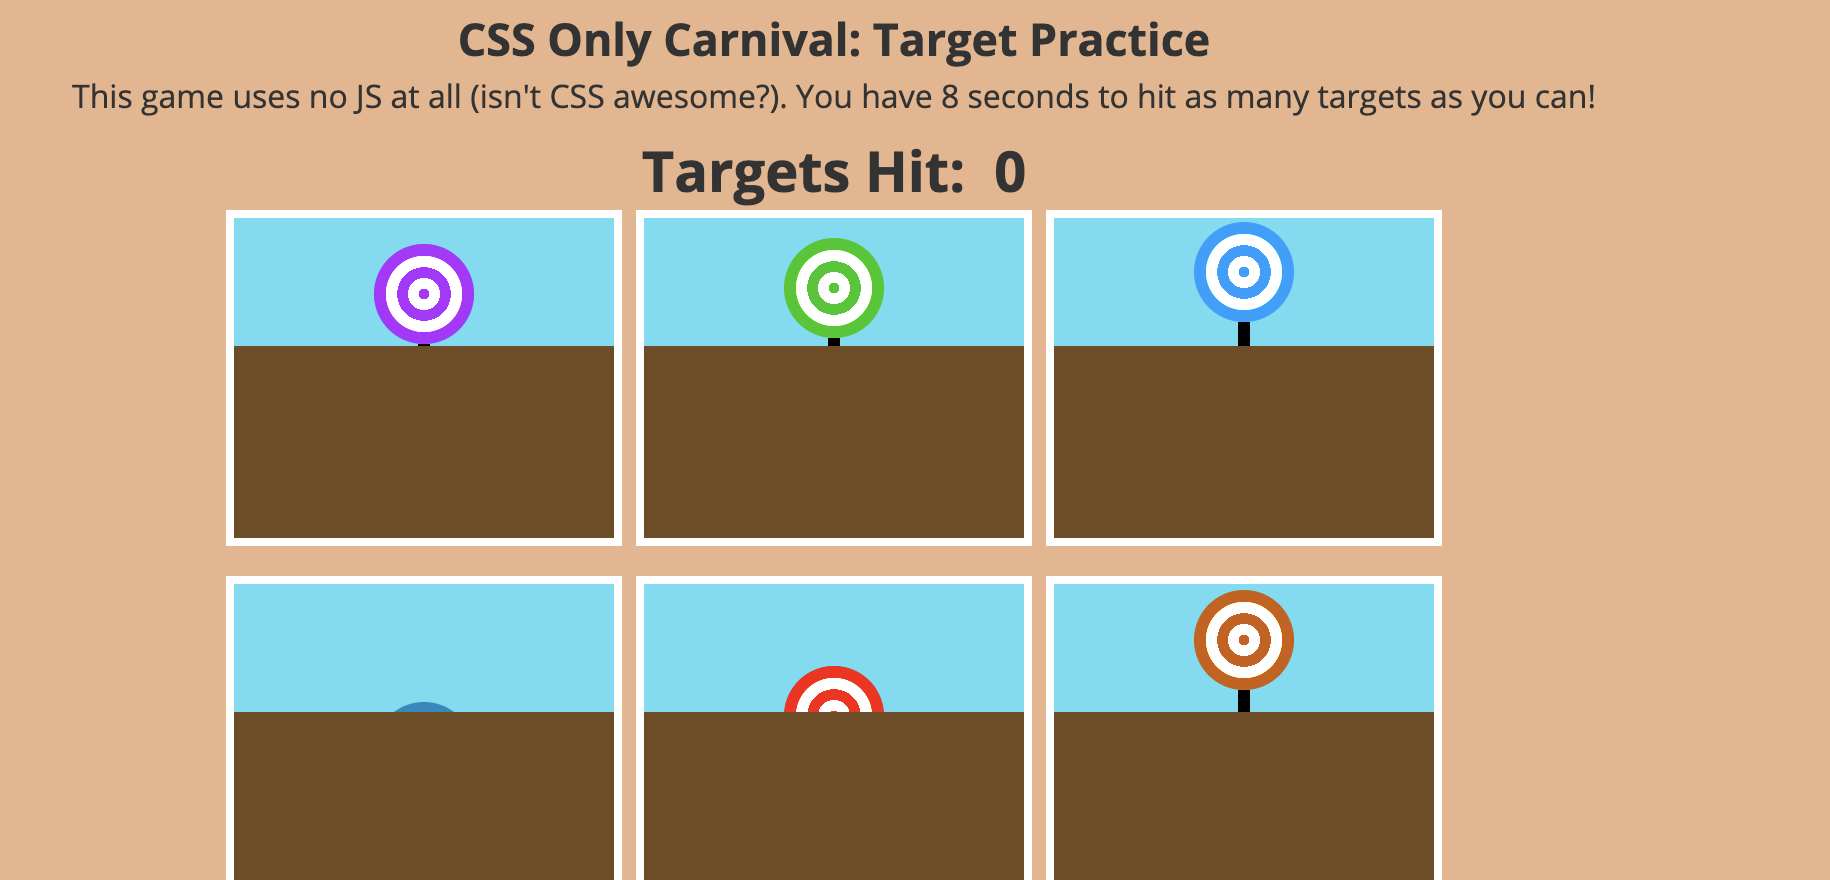 CSS Only Carnival: Target Practice
This game uses no JS at all (isn't CSS awesome?). You have 8 seconds to hit as many targets as you can!
Targets Hit: 0